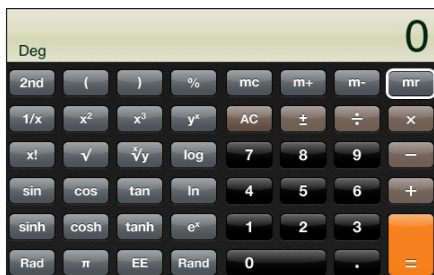 0
Deg
2nd ( ) % mc m+ m- mr
1/x x² x³ yˣ AC ± ÷ ×
x! √ ˣ√y log 7 8 9 −
sin cos tan ln 4 5 6 +
sinh cosh tanh eˣ 1 2 3
Rad π EE Rand 0 . =